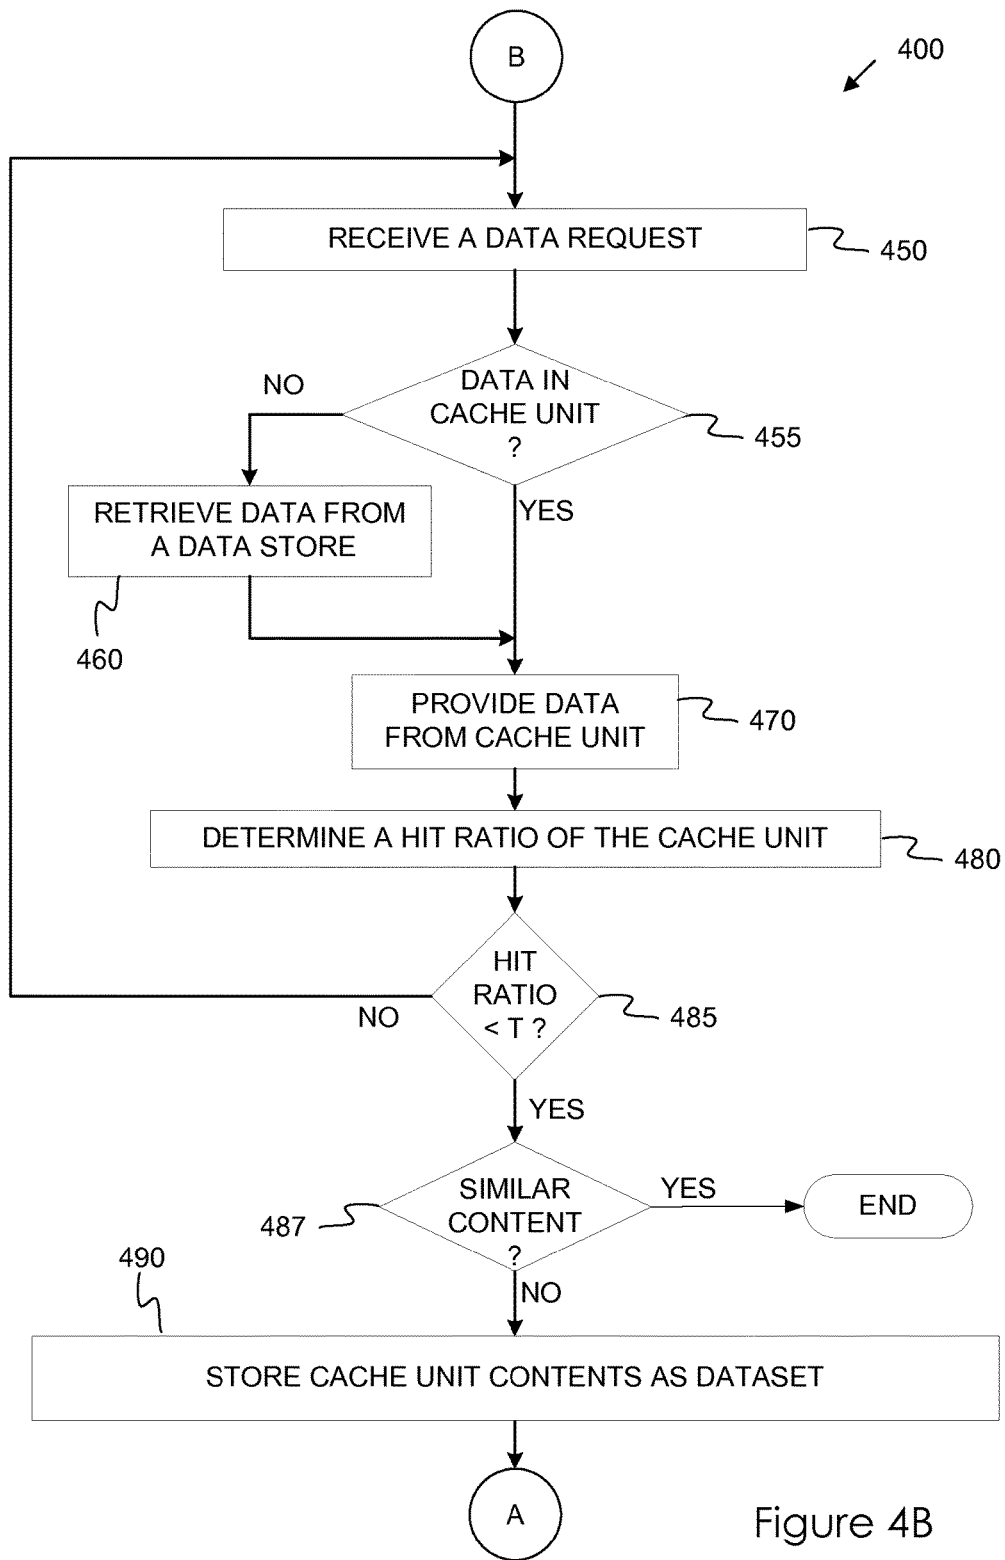 B
400
RECEIVE A DATA REQUEST
450
NO
DATA IN
CACHE UNIT
?
455
YES
RETRIEVE DATA FROM
A DATA STORE
460
PROVIDE DATA
FROM CACHE UNIT
470
DETERMINE A HIT RATIO OF THE CACHE UNIT
480
HIT
RATIO
< T ?
NO
485
YES
SIMILAR
CONTENT
?
YES
END
487
490
NO
STORE CACHE UNIT CONTENTS AS DATASET
A
Figure 4B